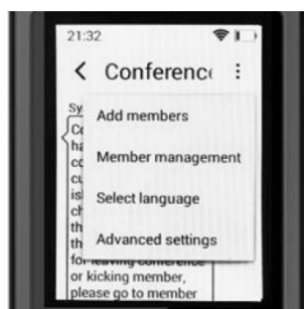 21:32
Conference
Add members
Member management
Select language
Advanced settings
for leaving conference
or kicking member,
please go to member